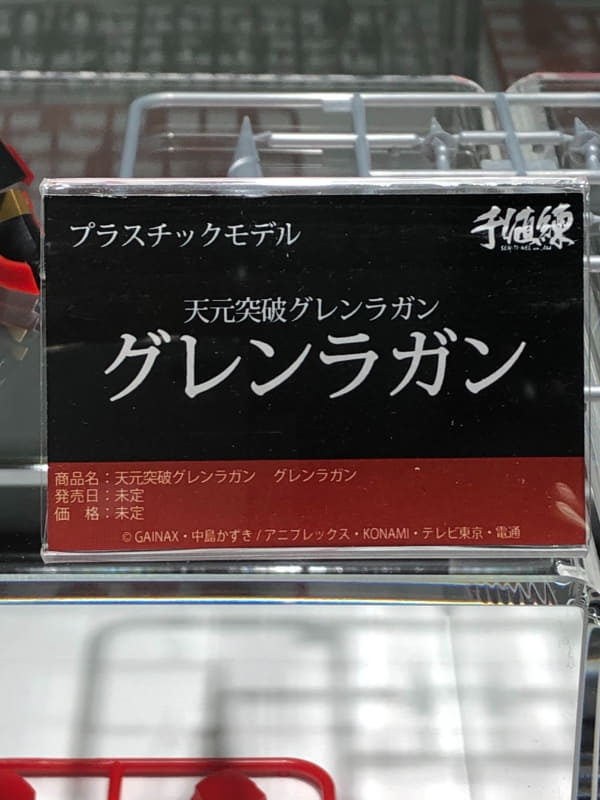 プラスチックモデル
千値練
SEN-TI-NEL Co., Ltd.
天元突破グレンラガン
グレンラガン
商品名：天元突破グレンラガン　グレンラガン
発売日：未定
価　格：未定
© GAINAX・中島かずき / アニプレックス・KONAMI・テレビ東京・電通